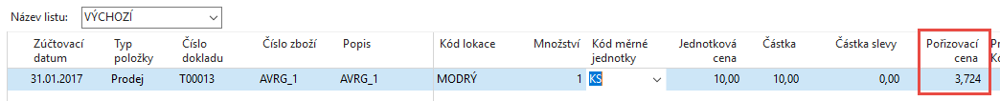 Název listu: VÝCHOZÍ
Zúčtovací datum Typ položky Číslo dokladu Číslo zboží Popis Kód lokace Množství Kód měrné jednotky Jednotková cena Částka Částka slevy Pořizovací cena
31.01.2017 Prodej T00013 AVRG_1 AVRG_1 MODRÝ 1 KS 10,00 10,00 0,00 3,724